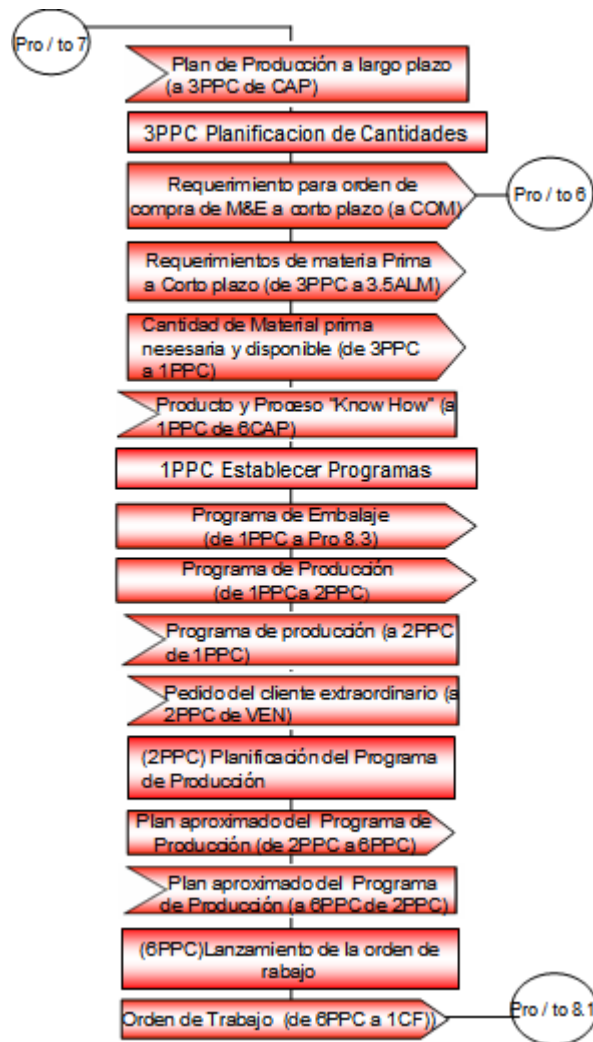 Pro / to 7
Plan de Producción a largo plazo
(a 3PPC de CAP)
3PPC Planificacion de Cantidades
Requerimiento para orden de
compra de M&E a corto plazo (a COM)
Pro / to 6
Requerimientos de materia Prima
a Corto plazo (de 3PPC a 3.5ALM)
Cantidad de Material prima
nesesaria y disponible (de 3PPC
a 1PPC)
Producto y Proceso "Know How" (a
1PPC de 6CAP)
1PPC Establecer Programas
Programa de Embalaje
(de 1PPC a Pro 8.3)
Programa de Producción
(de 1PPCa 2PPC)
Programa de producción (a 2PPC
de 1PPC)
Pedido del cliente extraordinario (a
2PPC de VEN)
(2PPC) Planificación del Programa
de Producción
Plan aproximado del Programa de
Producción (de 2PPC a 6PPC)
Plan aproximado del Programa
de Producción (a 6PPC de 2PPC)
(6PPC)Lanzamiento de la orden de
rabajo
Orden de Trabajo (de 6PPC a 1CF))
Pro / to 8.1